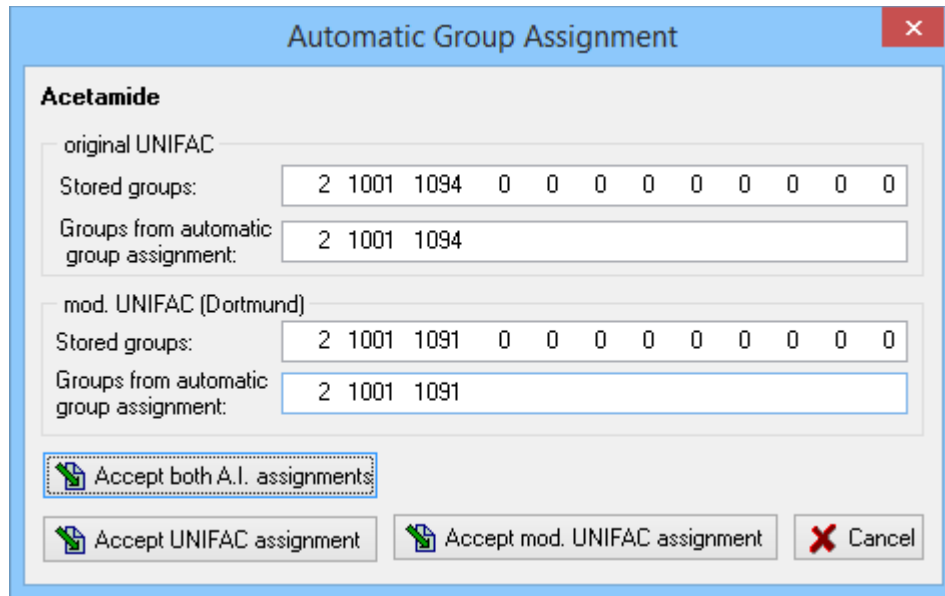 Automatic Group Assignment
Acetamide
original UNIFAC
Stored groups: 2 1001 1094 0 0 0 0 0 0 0 0 0
Groups from automatic
group assignment: 2 1001 1094
mod. UNIFAC (Dortmund)
Stored groups: 2 1001 1091 0 0 0 0 0 0 0 0 0
Groups from automatic
group assignment: 2 1001 1091
Accept both A.I. assignments
Accept UNIFAC assignment Accept mod. UNIFAC assignment Cancel